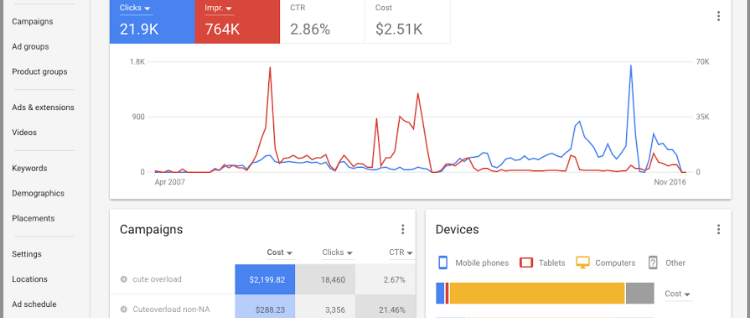 Campaigns
Ad groups
Product groups
Ads & extensions
Videos
Keywords
Demographics
Placements
Settings
Locations
Ad schedule
Clicks Impr. CTR Cost
21.9K 764K 2.86% $2.51K
1.8K 70K
900 35K
0 0
Apr 2007 Nov 2016
Campaigns
Cost Clicks CTR
cute overload $2,199.82 18,460 2.67%
Cuteoverload non-NA $288.23 3,356 21.46%
Devices
Mobile phones Tablets Computers Other
Cost